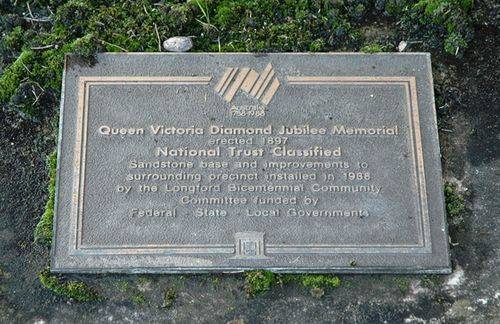 Australia
1788-1988
Queen Victoria Diamond Jubilee Memorial
erected 1897
National Trust Classified
Sandstone base and improvements to
surrounding precinct installed in 1988
by the Longford Bicentennial Community
Committee funded by
Federal - State - Local Governments